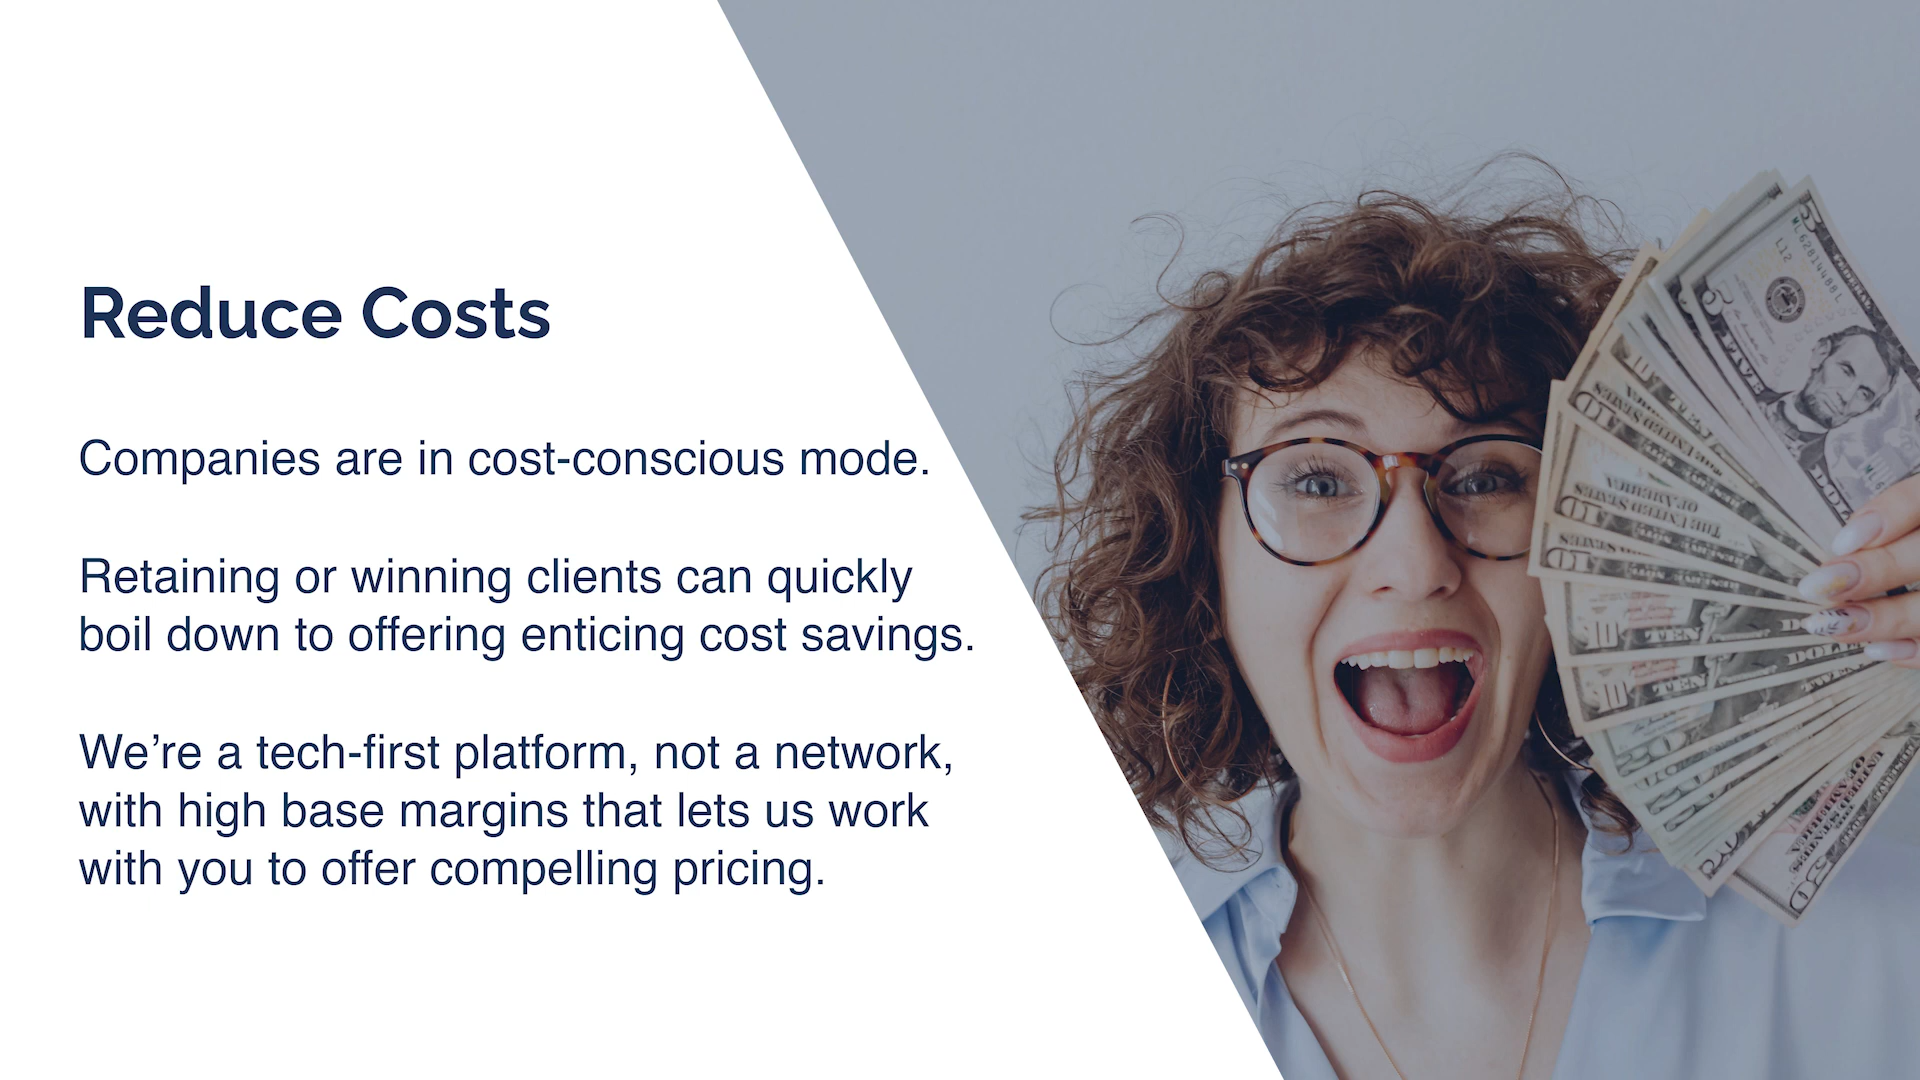 Reduce Costs
Companies are in cost-conscious mode.
Retaining or winning clients can quickly
boil down to offering enticing cost savings.
We’re a tech-first platform, not a network,
with high base margins that lets us work
with you to offer compelling pricing.